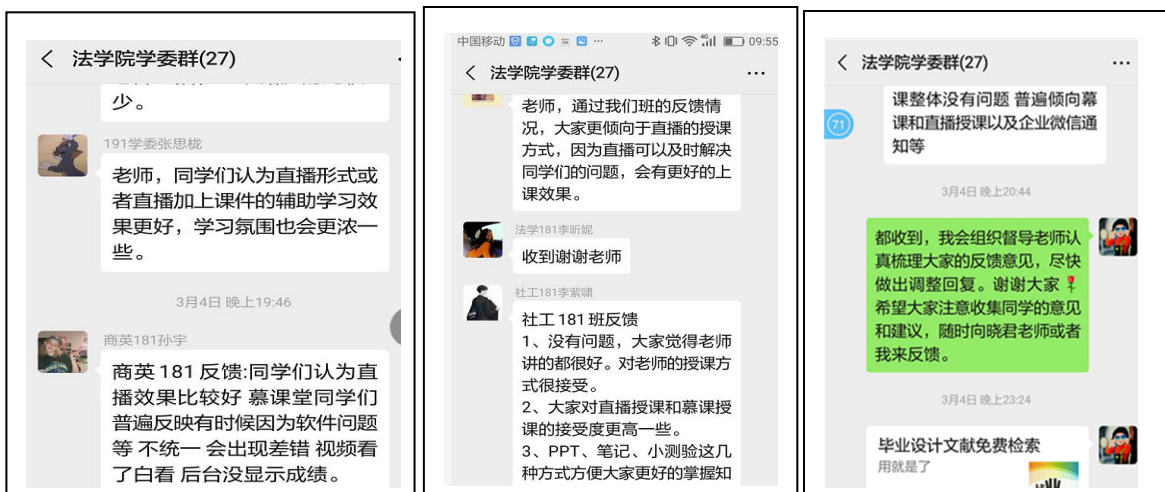 法学院学委群(27)
少。
191学委张思栊
老师，同学们认为直播形式或
者直播加上课件的辅助学习效
果更好，学习氛围也会更浓一
些。
3月4日 晚上19:46
商英181孙宇
商英 181 反馈:同学们认为直
播效果比较好 慕课堂同学们
普遍反映有时候因为软件问题
等 不统一 会出现差错 视频看
了白看 后台没显示成绩。
中国移动
09:55
法学院学委群(27)
老师，通过我们班的反馈情
况，大家更倾向于直播的授课
方式，因为直播可以及时解决
同学们的问题，会有更好的上
课效果。
法学181李昕妮
收到谢谢老师
社工181李紫啸
社工 181 班反馈
1、没有问题，大家觉得老师
讲的都很好。对老师的授课方
式很接受。
2、大家对直播授课和慕课授
课的接受度更高一些。
3、PPT、笔记、小测验这几
种方式方便大家更好的掌握知
法学院学委群(27)
课整体没有问题 普遍倾向慕
课和直播授课以及企业微信通
知等
71
3月4日 晚上20:44
都收到，我会组织督导老师认
真梳理大家的反馈意见，尽快
做出调整回复。谢谢大家
希望大家注意收集同学的意见
和建议，随时向晓君老师或者
我来反馈。
3月4日 晚上23:24
毕业设计文献免费检索
用就是了